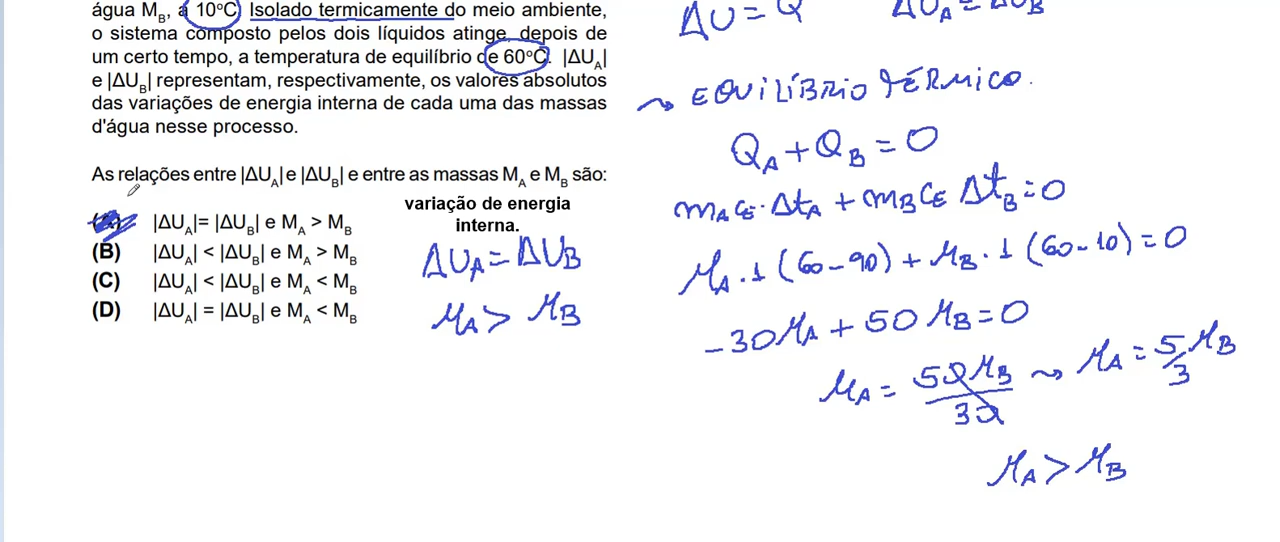 água M_B, a 10°C. Isolado termicamente do meio ambiente,
o sistema composto pelos dois líquidos atinge, depois de
um certo tempo, a temperatura de equilíbrio de 60°C. |ΔU_A|
e |ΔU_B| representam, respectivamente, os valores absolutos
das variações de energia interna de cada uma das massas
d'água nesse processo.
As relações entre |ΔU_A| e |ΔU_B| e entre as massas M_A e M_B são:
(A) |ΔU_A|= |ΔU_B| e M_A > M_B
(B) |ΔU_A| < |ΔU_B| e M_A > M_B
(C) |ΔU_A| < |ΔU_B| e M_A < M_B
(D) |ΔU_A| = |ΔU_B| e M_A < M_B
variação de energia
interna.
ΔU_A = ΔU_B
M_A > M_B
ΔU = Q ΔU_A = ΔU_B
→ EQUILÍBRIO TÉRMICO.
Q_A + Q_B = 0
m_A c_E · Δt_A + m_B c_E Δt_B = 0
M_A . 1 (60-90) + M_B . 1 (60-10) = 0
-30M_A + 50 M_B = 0
M_A = 50 M_B / 30 → M_A = 5/3 M_B
M_A > M_B